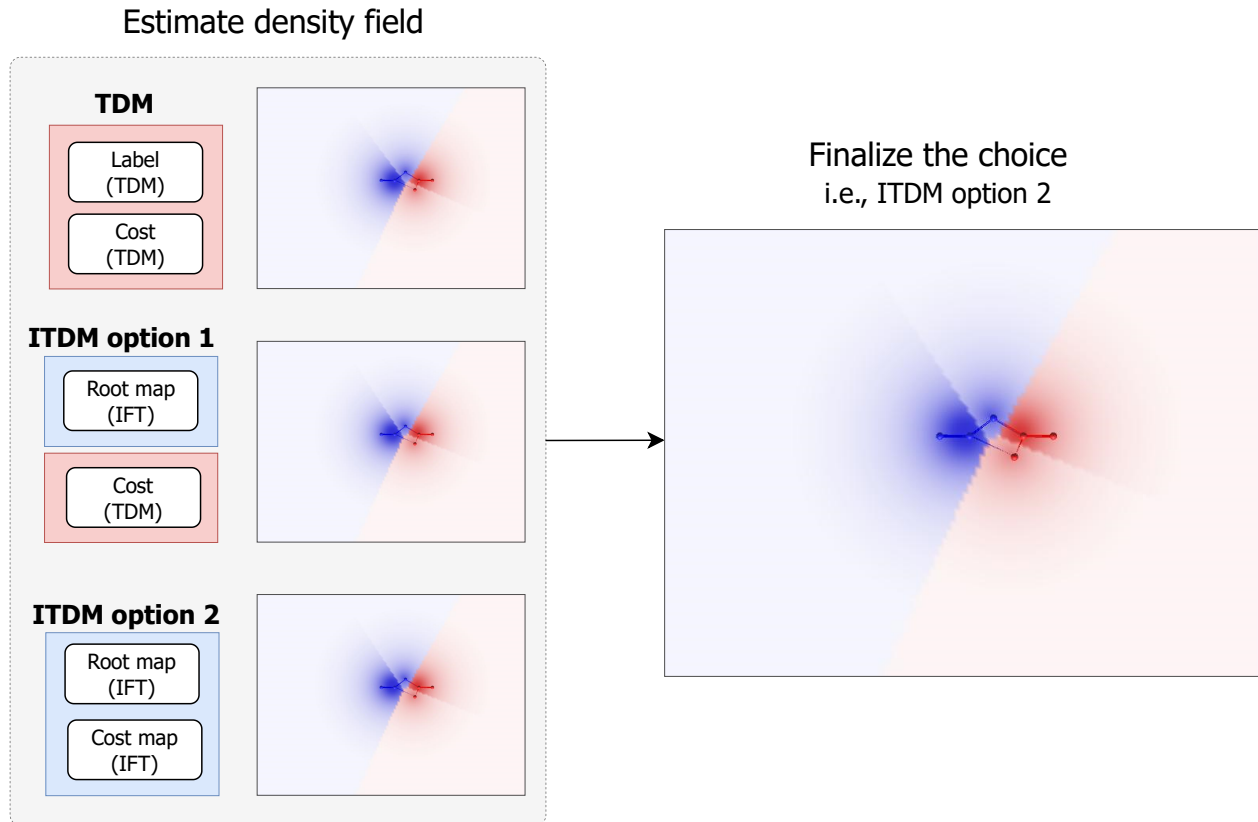 Estimate density field
TDM
Label
(TDM)
Cost
(TDM)
ITDM option 1
Root map
(IFT)
Cost
(TDM)
ITDM option 2
Root map
(IFT)
Cost map
(IFT)
Finalize the choice
i.e., ITDM option 2